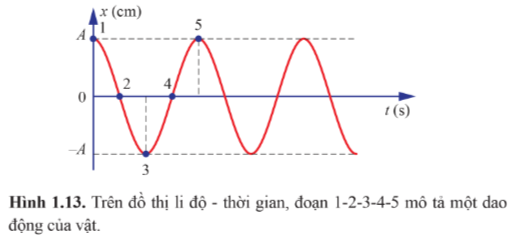 x (cm)
A 1
5
2 4
0
t (s)
–A
3
Hình 1.13. Trên đồ thị li độ - thời gian, đoạn 1-2-3-4-5 mô tả một dao
động của vật.